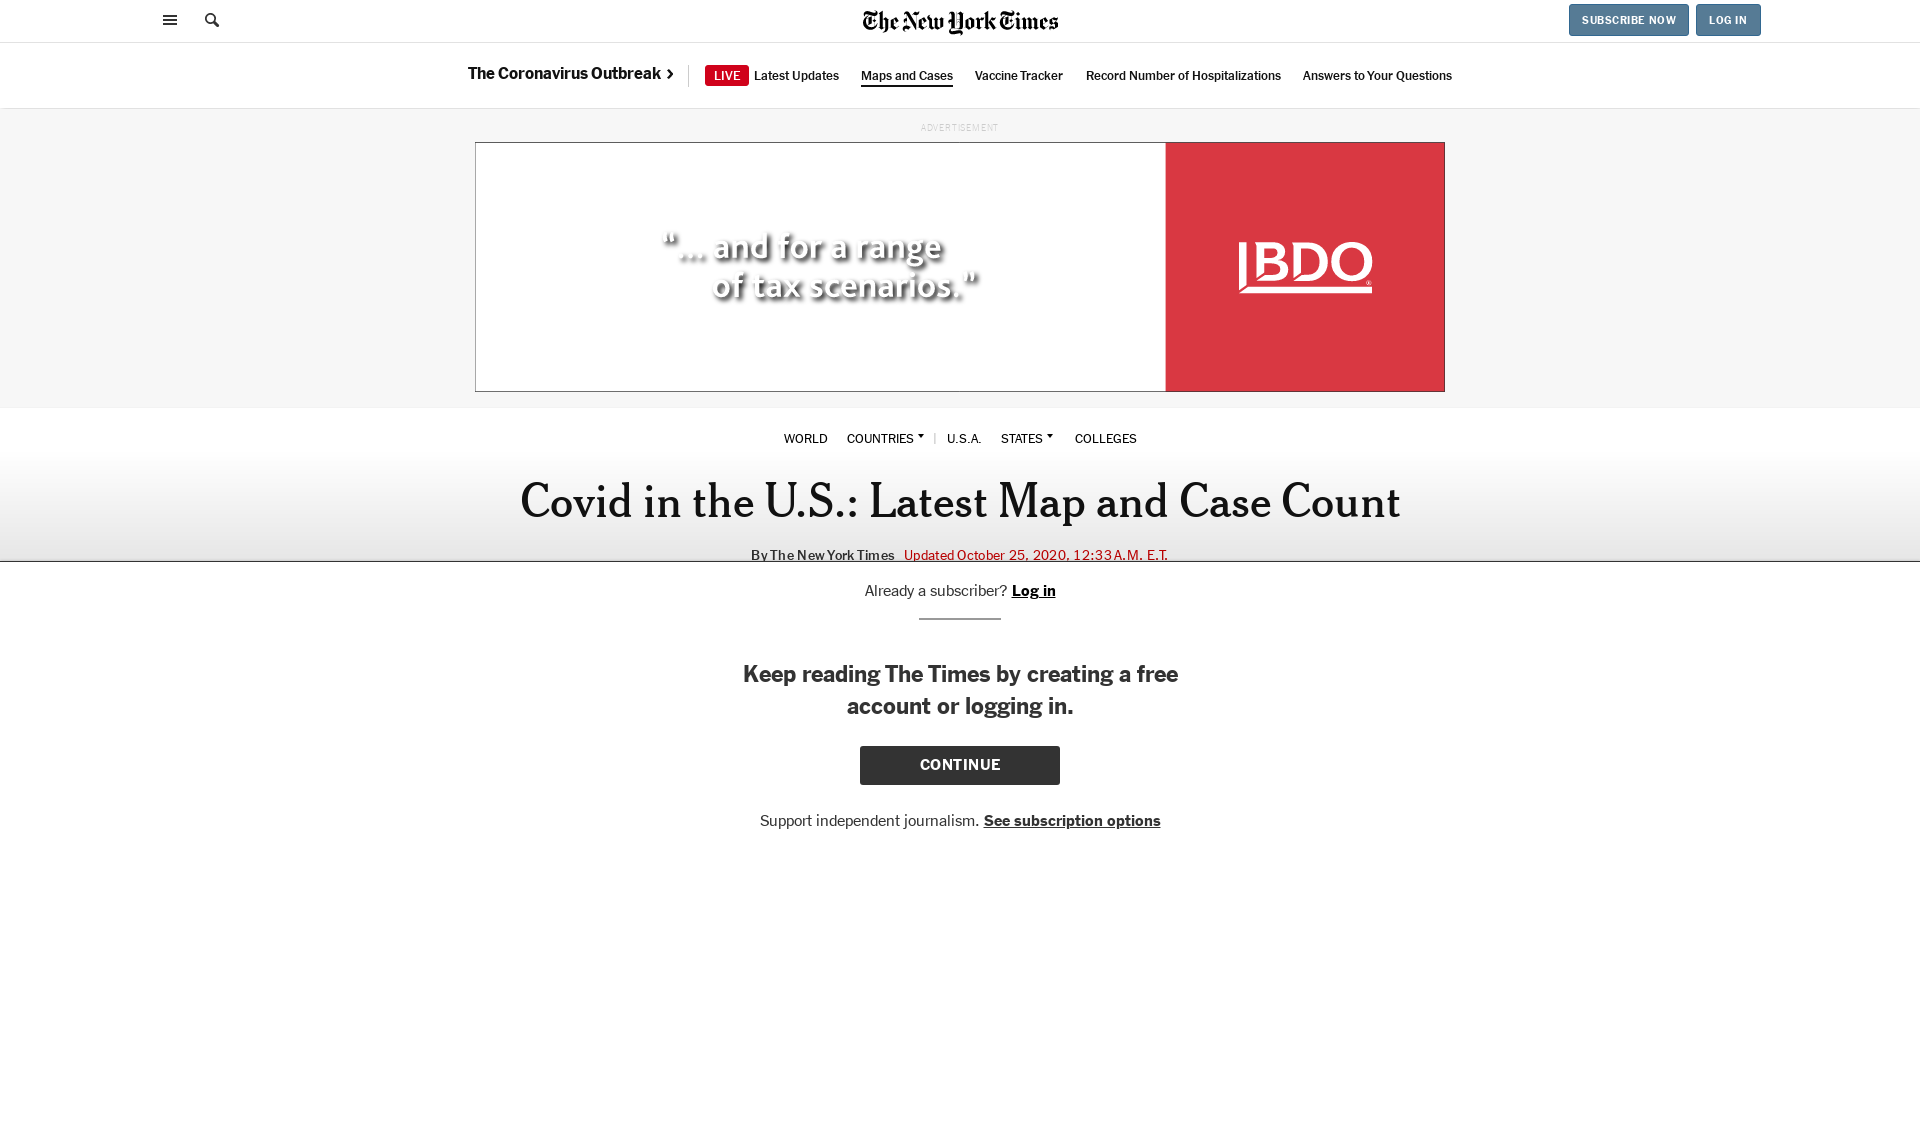 The New York Times
SUBSCRIBE NOW
LOG IN
The Coronavirus Outbreak
LIVE Latest Updates
Maps and Cases
Vaccine Tracker
Record Number of Hospitalizations
Answers to Your Questions
ADVERTISEMENT
“... and for a range
of tax scenarios.”
BDO®
WORLD
COUNTRIES
U.S.A.
STATES
COLLEGES
Covid in the U.S.: Latest Map and Case Count
By The New York Times Updated October 25, 2020, 12:33 A.M. E.T.
Already a subscriber? Log in
Keep reading The Times by creating a free
account or logging in.
CONTINUE
Support independent journalism. See subscription options